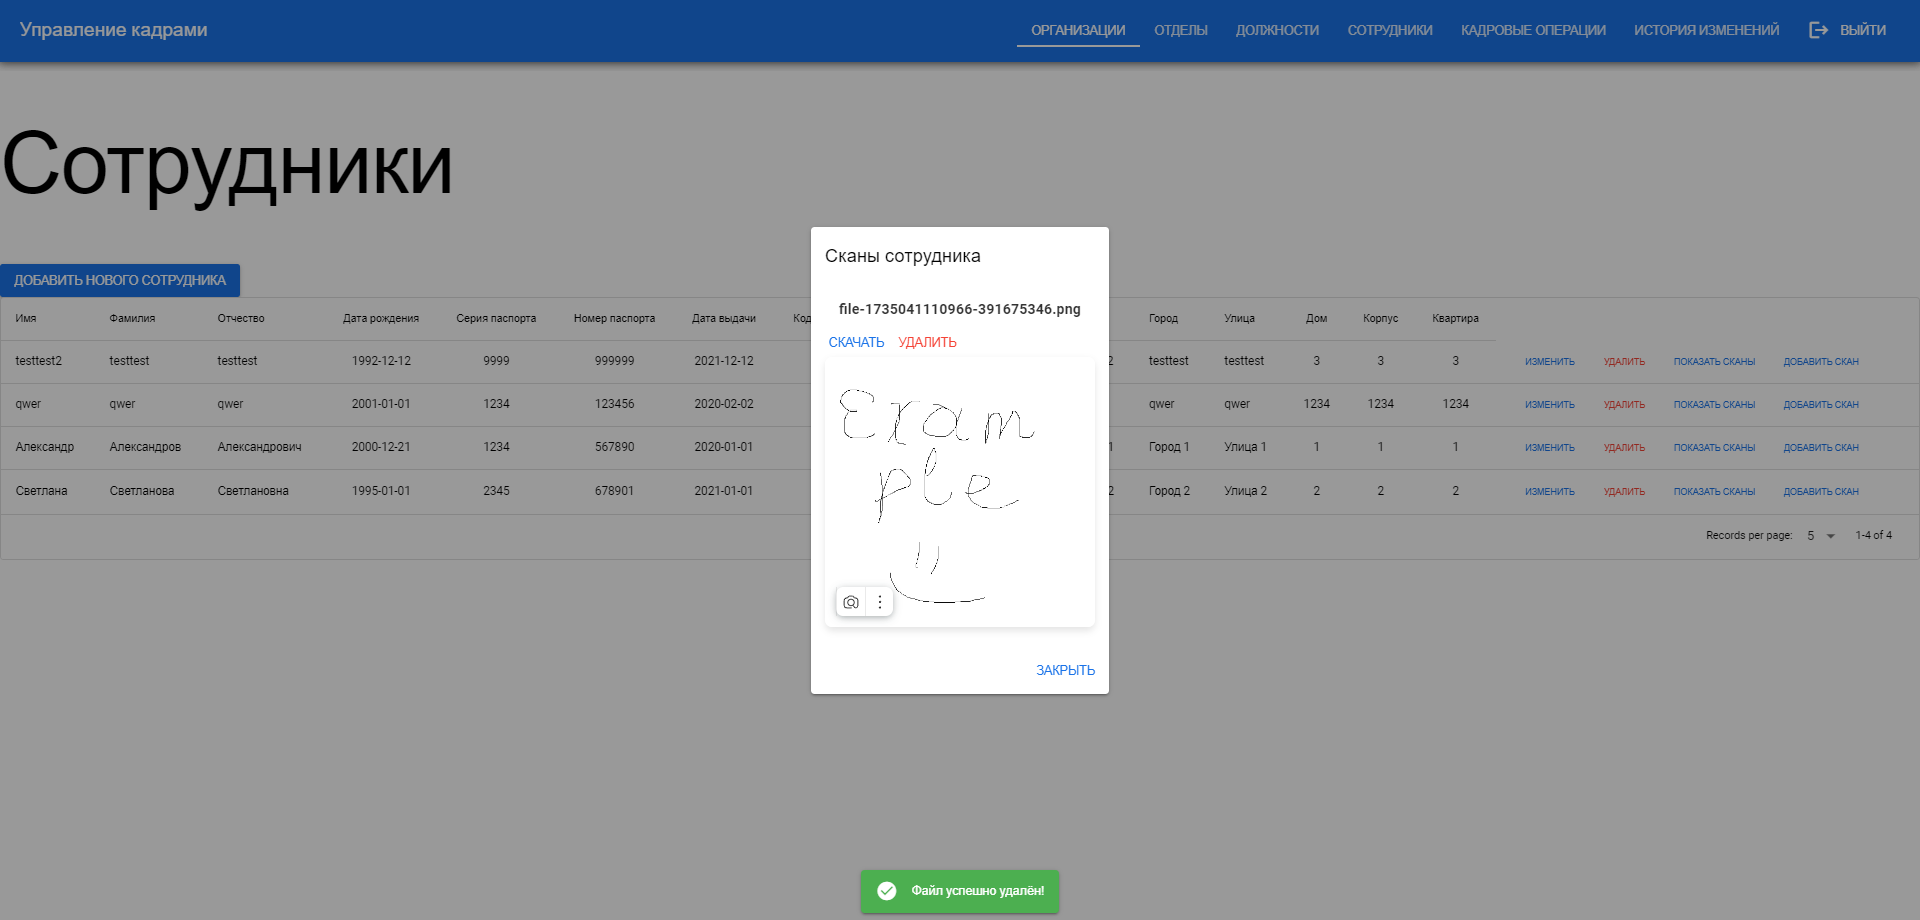 Управление кадрами
ОРГАНИЗАЦИИ ОТДЕЛЫ ДОЛЖНОСТИ СОТРУДНИКИ КАДРОВЫЕ ОПЕРАЦИИ ИСТОРИЯ ИЗМЕНЕНИЙ ВЫЙТИ
Сотрудники
ДОБАВИТЬ НОВОГО СОТРУДНИКА
Имя Фамилия Отчество Дата рождения Серия паспорта Номер паспорта Дата выдачи Код Город Улица Дом Корпус Квартира
testtest2 testtest testtest 1992-12-12 9999 999999 2021-12-12 2 testtest testtest 3 3 3 ИЗМЕНИТЬ УДАЛИТЬ ПОКАЗАТЬ СКАНЫ ДОБАВИТЬ СКАН
qwer qwer qwer 2001-01-01 1234 123456 2020-02-02 qwer qwer 1234 1234 1234 ИЗМЕНИТЬ УДАЛИТЬ ПОКАЗАТЬ СКАНЫ ДОБАВИТЬ СКАН
Александр Александров Александрович 2000-12-21 1234 567890 2020-01-01 1 Город 1 Улица 1 1 1 1 ИЗМЕНИТЬ УДАЛИТЬ ПОКАЗАТЬ СКАНЫ ДОБАВИТЬ СКАН
Светлана Светланова Светлановна 1995-01-01 2345 678901 2021-01-01 2 Город 2 Улица 2 2 2 2 ИЗМЕНИТЬ УДАЛИТЬ ПОКАЗАТЬ СКАНЫ ДОБАВИТЬ СКАН
Records per page: 5 1-4 of 4
Сканы сотрудника
file-1735041110966-391675346.png
СКАЧАТЬ УДАЛИТЬ
Exam
ple
ЗАКРЫТЬ
Файл успешно удалён!